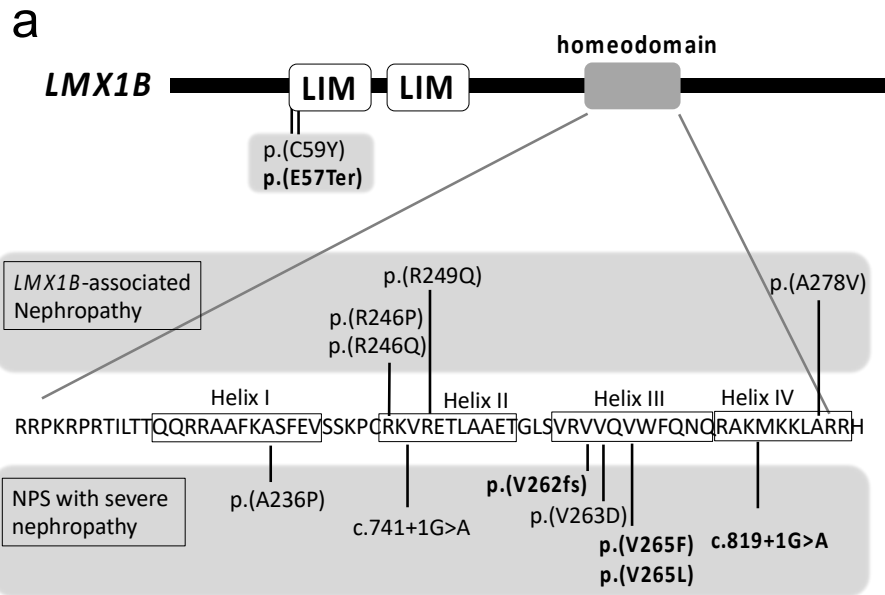 a
homeodomain
LMX1B
LIM
LIM
p.(C59Y)
p.(E57Ter)
LMX1B-associated
Nephropathy
p.(R249Q)
p.(A278V)
p.(R246P)
p.(R246Q)
Helix I
Helix II
Helix III
Helix IV
RRPKRPRTILTTQQRRAAFKASFEVSSKPCRKVRETLAAETGLSVRVVQVWFQNQRAKMKKLARRH
NPS with severe
nephropathy
p.(A236P)
c.741+1G>A
p.(V262fs)
p.(V263D)
p.(V265F)
p.(V265L)
c.819+1G>A